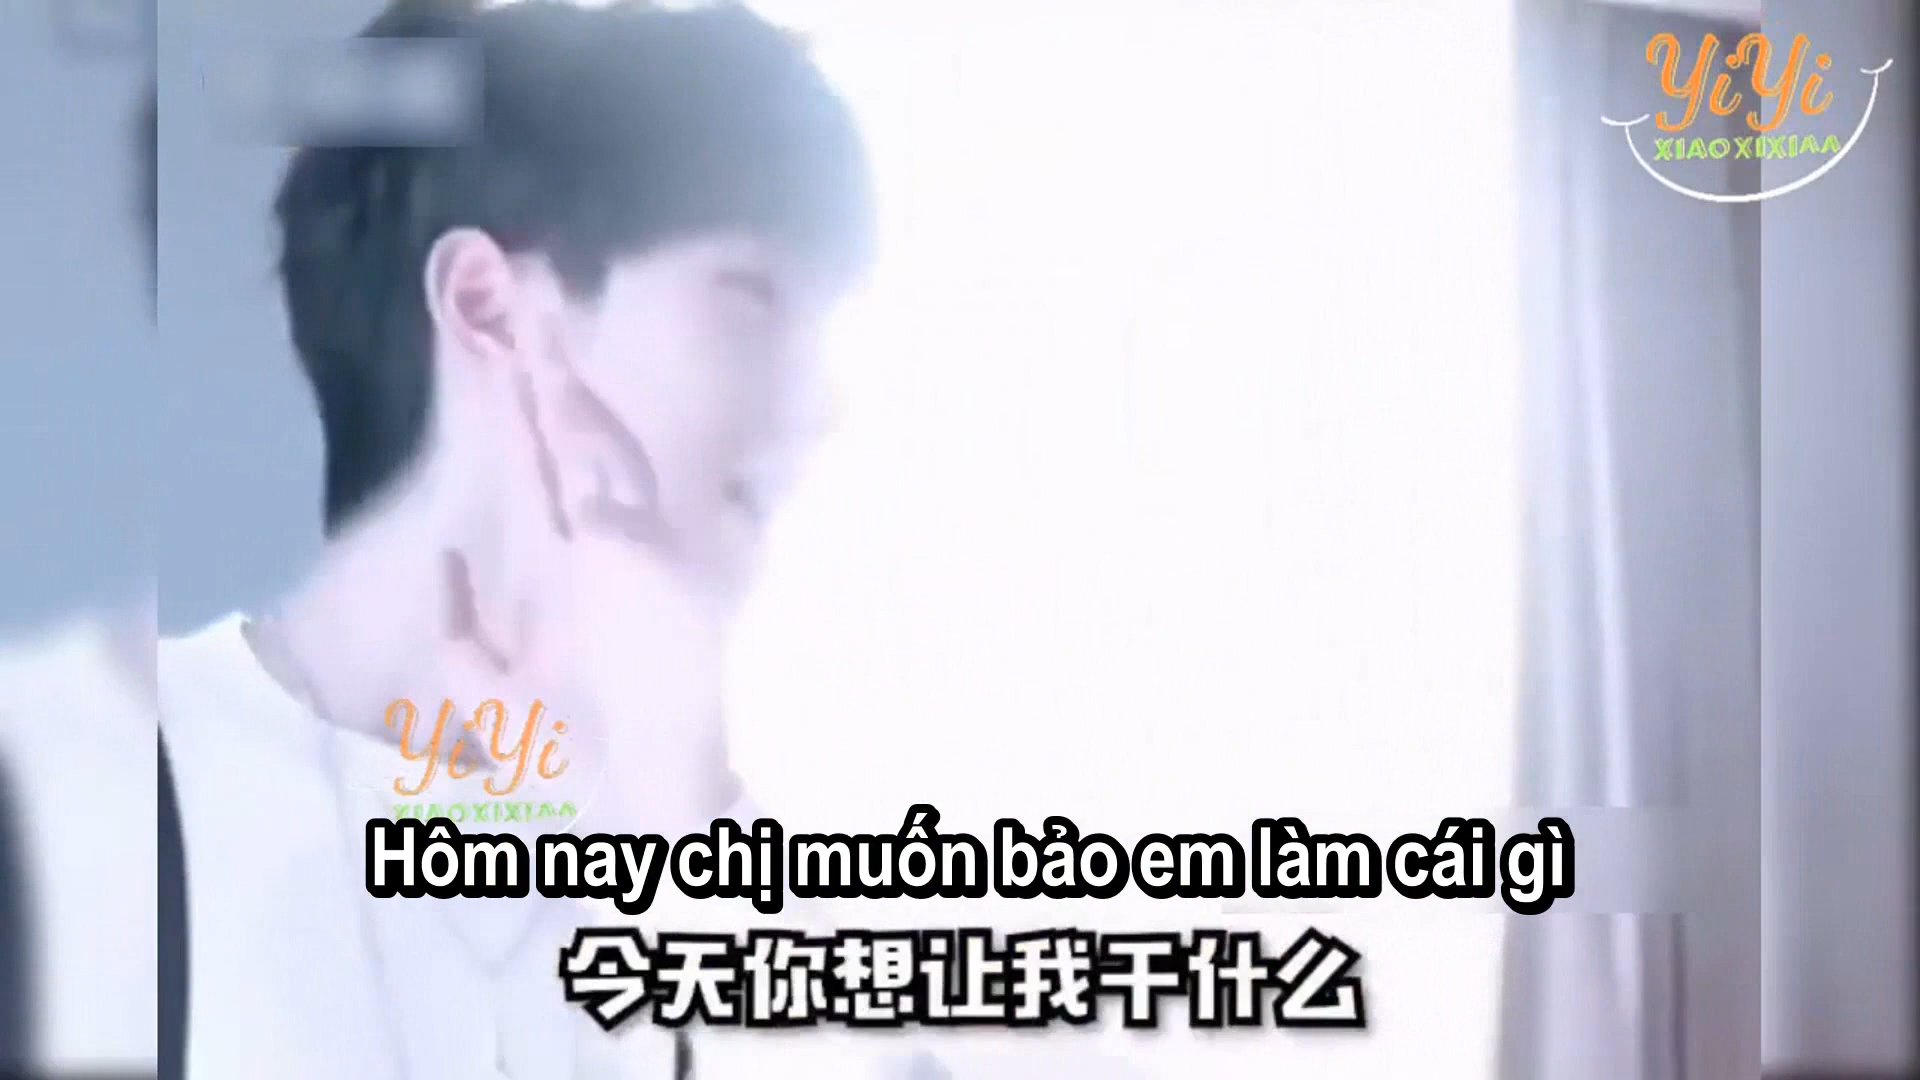 YiYi
XIAOXIXIAA
YiYi
XIAOXIXIAA
Hôm nay chị muốn bảo em làm cái gì
今天你想让我干什么